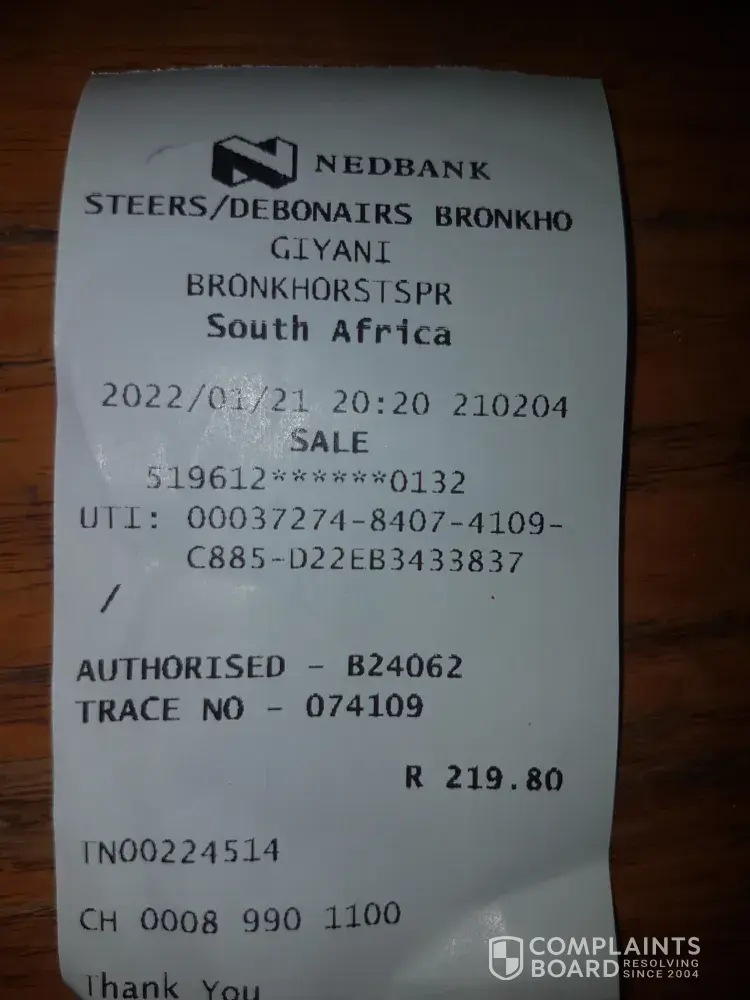 NEDBANK
STEERS/DEBONAIRS BRONKHO
GIYANI
BRONKHORSTSPR
South Africa
2022/01/21 20:20 210204
SALE
519612******0132
UTI: 00037274-8407-4109-
C885-D22EB3433837
/
AUTHORISED - B24062
TRACE NO - 074109
R 219.80
TN00224514
CH 0008 990 1100
Thank You
COMPLAINTS
BOARD RESOLVING
SINCE 2004